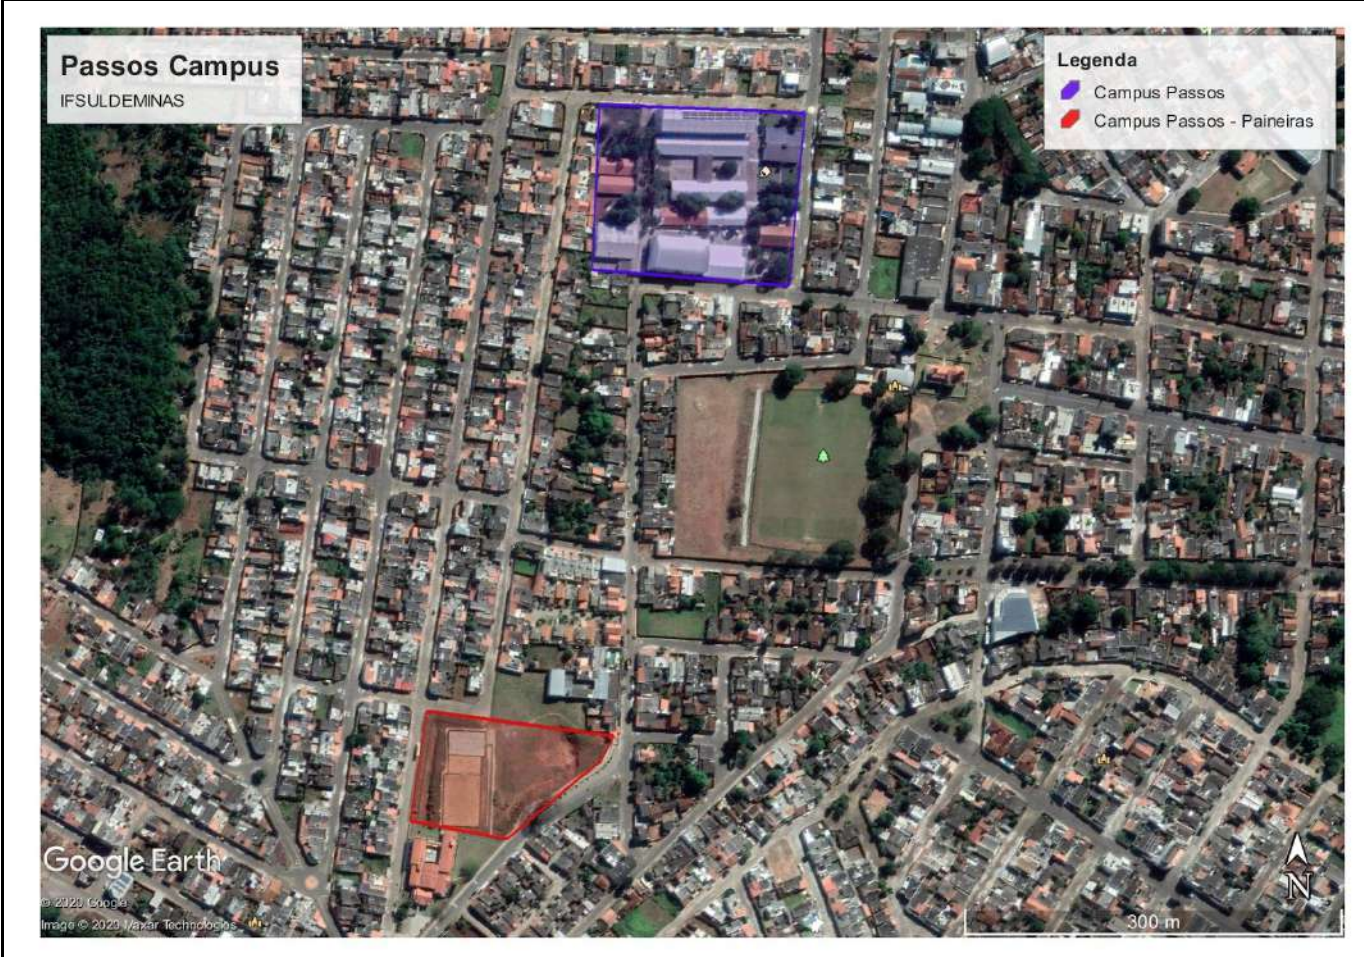 Passos Campus
IFSULDEMINAS
Legenda
Campus Passos
Campus Passos - Paineiras
Google Earth
© 2020 Google
Image © 2020 Maxar Technologies
N
300 m